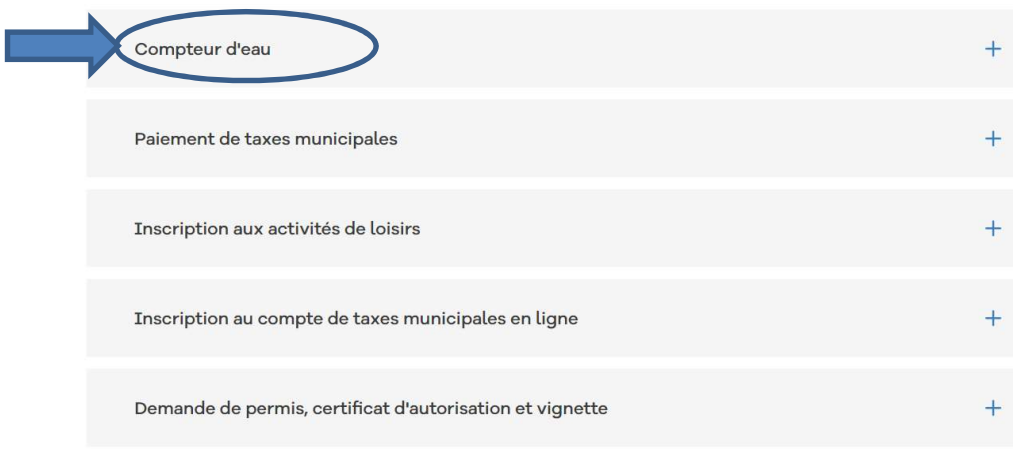 Compteur d'eau
Paiement de taxes municipales
Inscription aux activités de loisirs
Inscription au compte de taxes municipales en ligne
Demande de permis, certificat d'autorisation et vignette